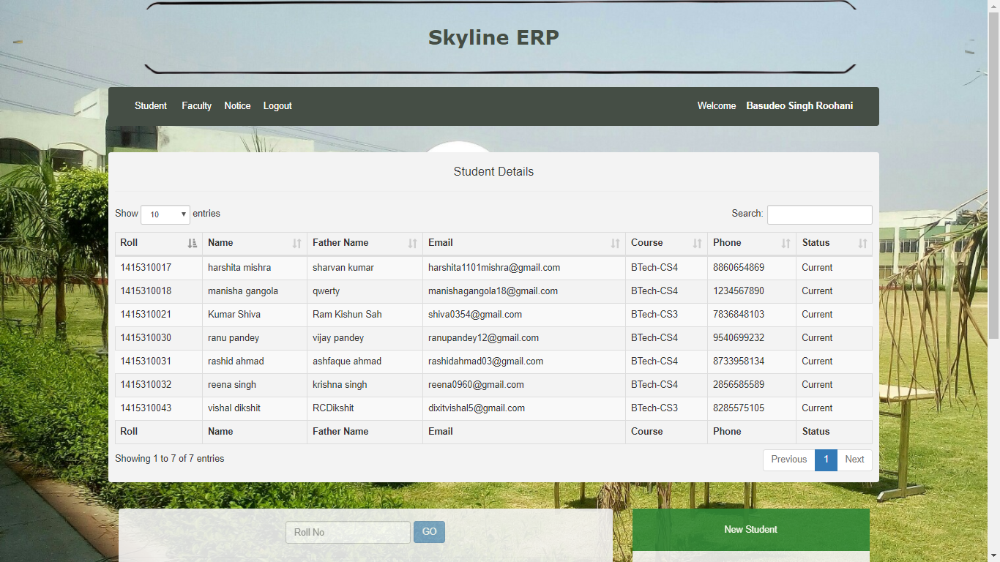 Skyline ERP
Student Faculty Notice Logout Welcome Basudeo Singh Roohani
Student Details
Show 10 entries Search:
Roll Name Father Name Email Course Phone Status
1415310017 harshita mishra sharvan kumar harshita1101mishra@gmail.com BTech-CS4 8860654869 Current
1415310018 manisha gangola qwerty manishagangola18@gmail.com BTech-CS4 1234567890 Current
1415310021 Kumar Shiva Ram Kishun Sah shiva0354@gmail.com BTech-CS3 7836848103 Current
1415310030 ranu pandey vijay pandey ranupandey12@gmail.com BTech-CS4 9540699232 Current
1415310031 rashid ahmad ashfaque ahmad rashidahmad03@gmail.com BTech-CS4 8733958134 Current
1415310032 reena singh krishna singh reena0960@gmail.com BTech-CS4 2856585589 Current
1415310043 vishal dikshit RCDikshit dixitvishal5@gmail.com BTech-CS3 8285575105 Current
Roll Name Father Name Email Course Phone Status
Showing 1 to 7 of 7 entries Previous 1 Next
Roll No GO New Student